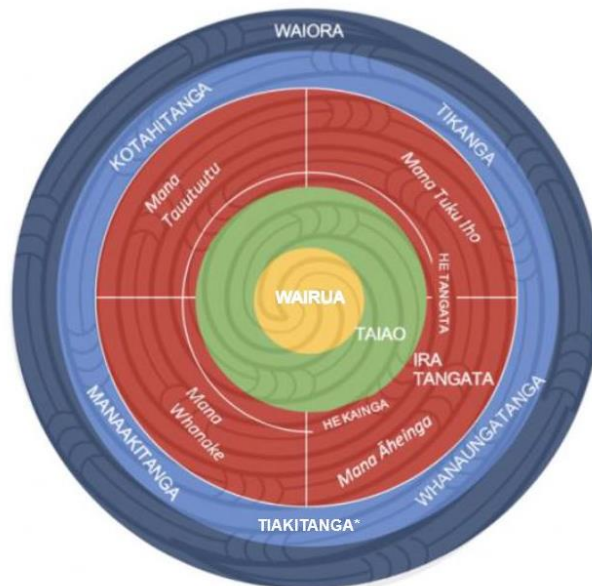 WAIORA
KOTAHITANGA
TIKANGA
Mana
Tauutuutu
Mana Tuku Iho
HE TANGATA
WAIRUA
TAIAO
IRA
TANGATA
HE KAINGA
Mana
Whanake
Mana Āheinga
MANAAKITANGA
WHANAUNGATANGA
TIAKITANGA*